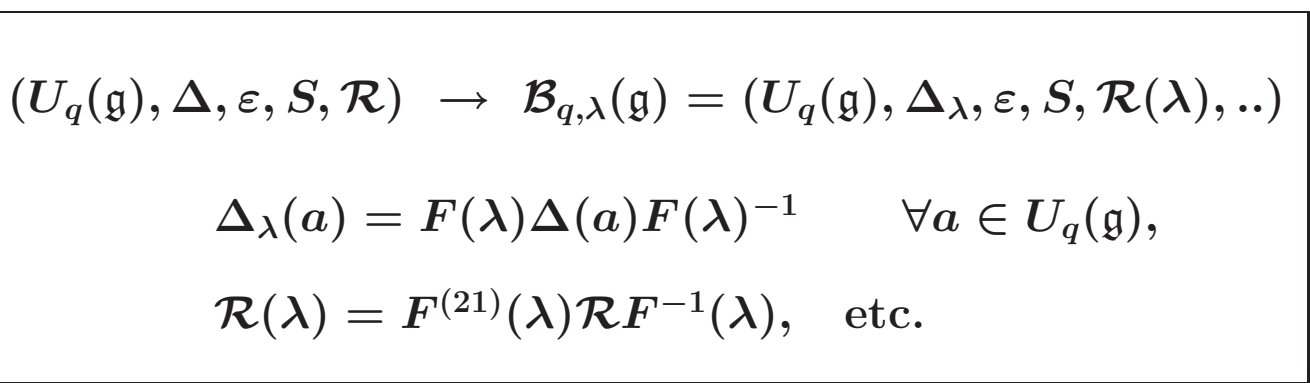 (U_q(𝔤), Δ, ε, S, ℛ) → ℬ_{q,λ}(𝔤) = (U_q(𝔤), Δ_λ, ε, S, ℛ(λ), ..)
Δ_λ(a) = F(λ)Δ(a)F(λ)^{-1} ∀a ∈ U_q(𝔤),
ℛ(λ) = F^{(21)}(λ)ℛF^{-1}(λ), etc.